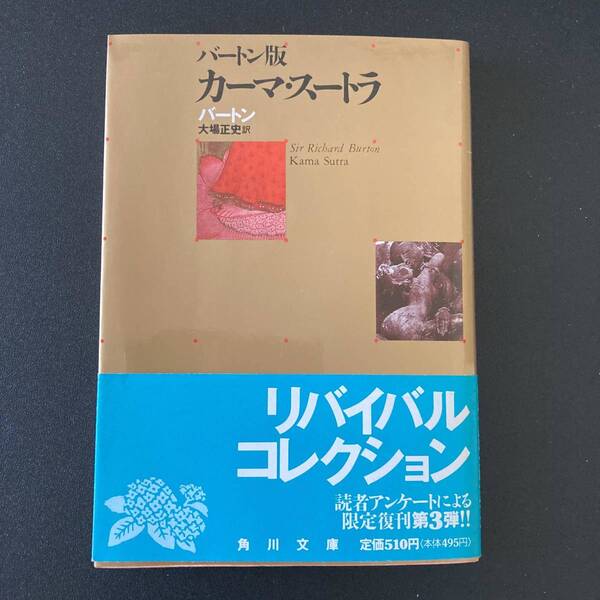 バートン版
カーマ・スートラ
バートン
大場正史訳
Sir Richard Burton
Kama Sutra
リバイバル
コレクション
読者アンケートによる
限定復刊第3弾!!
角川文庫 定価510円(本体495円)